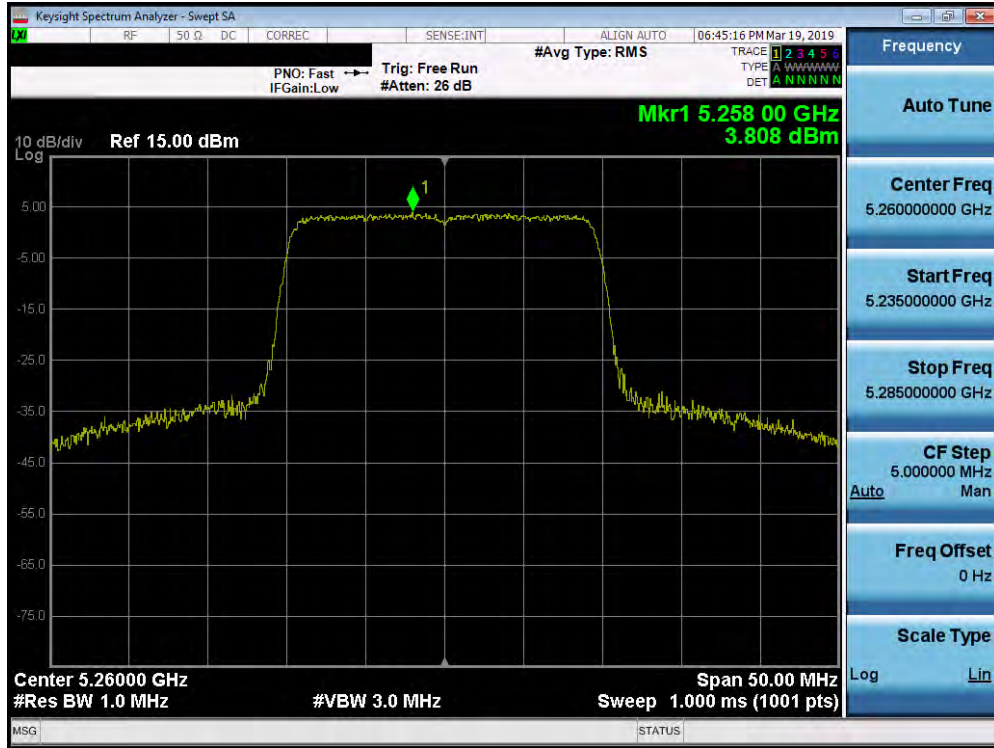 Keysight Spectrum Analyzer - Swept SA
LXI RF 50 Ω DC CORREC SENSE:INT ALIGN AUTO 06:45:16 PM Mar 19, 2019
Frequency
#Avg Type: RMS
TRACE 1 2 3 4 5 6
PNO: Fast Trig: Free Run
TYPE A WWWWW
IFGain:Low #Atten: 26 dB
DET A N N N N N
Auto Tune
Mkr1 5.258 00 GHz
3.808 dBm
10 dB/div Ref 15.00 dBm
Log
1
5.00
-5.00
-15.0
-25.0
-35.0
-45.0
-55.0
-65.0
-75.0
Center Freq
5.260000000 GHz
Start Freq
5.235000000 GHz
Stop Freq
5.285000000 GHz
CF Step
5.000000 MHz
Auto Man
Freq Offset
0 Hz
Scale Type
Log Lin
Center 5.26000 GHz Span 50.00 MHz
#Res BW 1.0 MHz #VBW 3.0 MHz Sweep 1.000 ms (1001 pts)
MSG STATUS